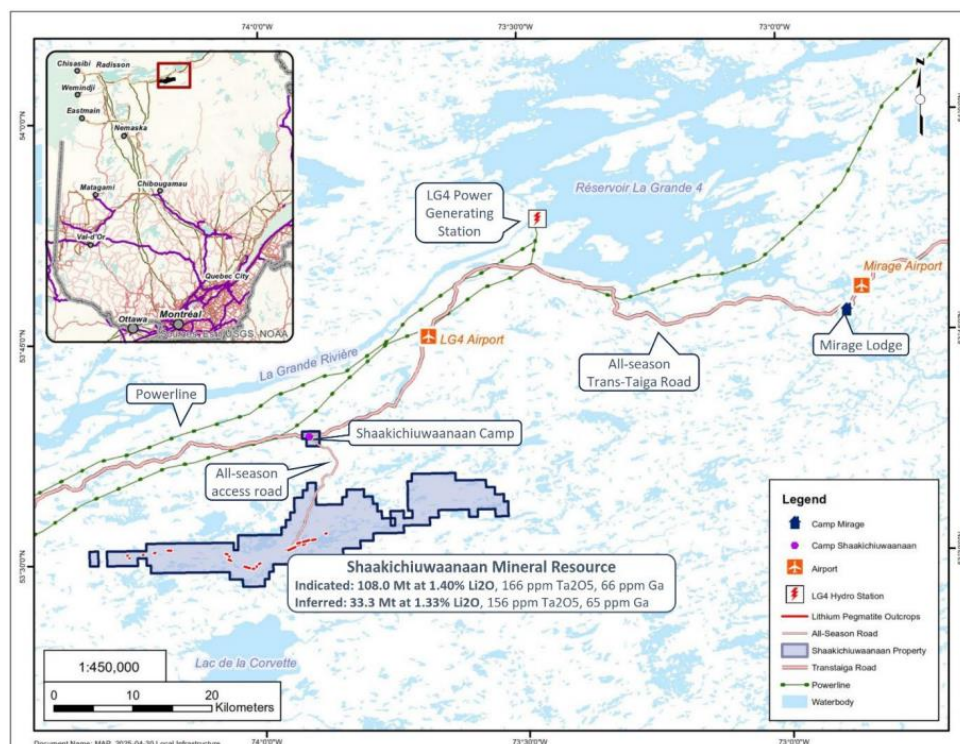 74°0'0"W
73°30'0"W
73°0'0"W
Chisasibi
Radisson
Wemindji
Eastmain
Nemaska
Matagami
Chibougamau
Val-d'Or
Quebec City
Montréal
Ottawa
USGS, NOAA
N
LG4 Power
Generating
Station
Réservoir La Grande 4
Mirage Airport
Mirage Lodge
LG4 Airport
La Grande Rivière
All-season
Trans-Taiga Road
53°45'0"N
Powerline
Shaakichiuwaanaan Camp
All-season
access road
53°30'0"N
Shaakichiuwaanaan Mineral Resource
Indicated: 108.0 Mt at 1.40% Li2O, 166 ppm Ta2O5, 66 ppm Ga
Inferred: 33.3 Mt at 1.33% Li2O, 156 ppm Ta2O5, 65 ppm Ga
Lac de la Corvette
1:450,000
0 10 20
Kilometers
Legend
Camp Mirage
Camp Shaakichiuwaanaan
Airport
LG4 Hydro Station
Lithium Pegmatite Outcrops
All-Season Road
Shaakichiuwaanaan Property
Transtaiga Road
Powerline
Waterbody
74°0'0"W
73°30'0"W
73°0'0"W